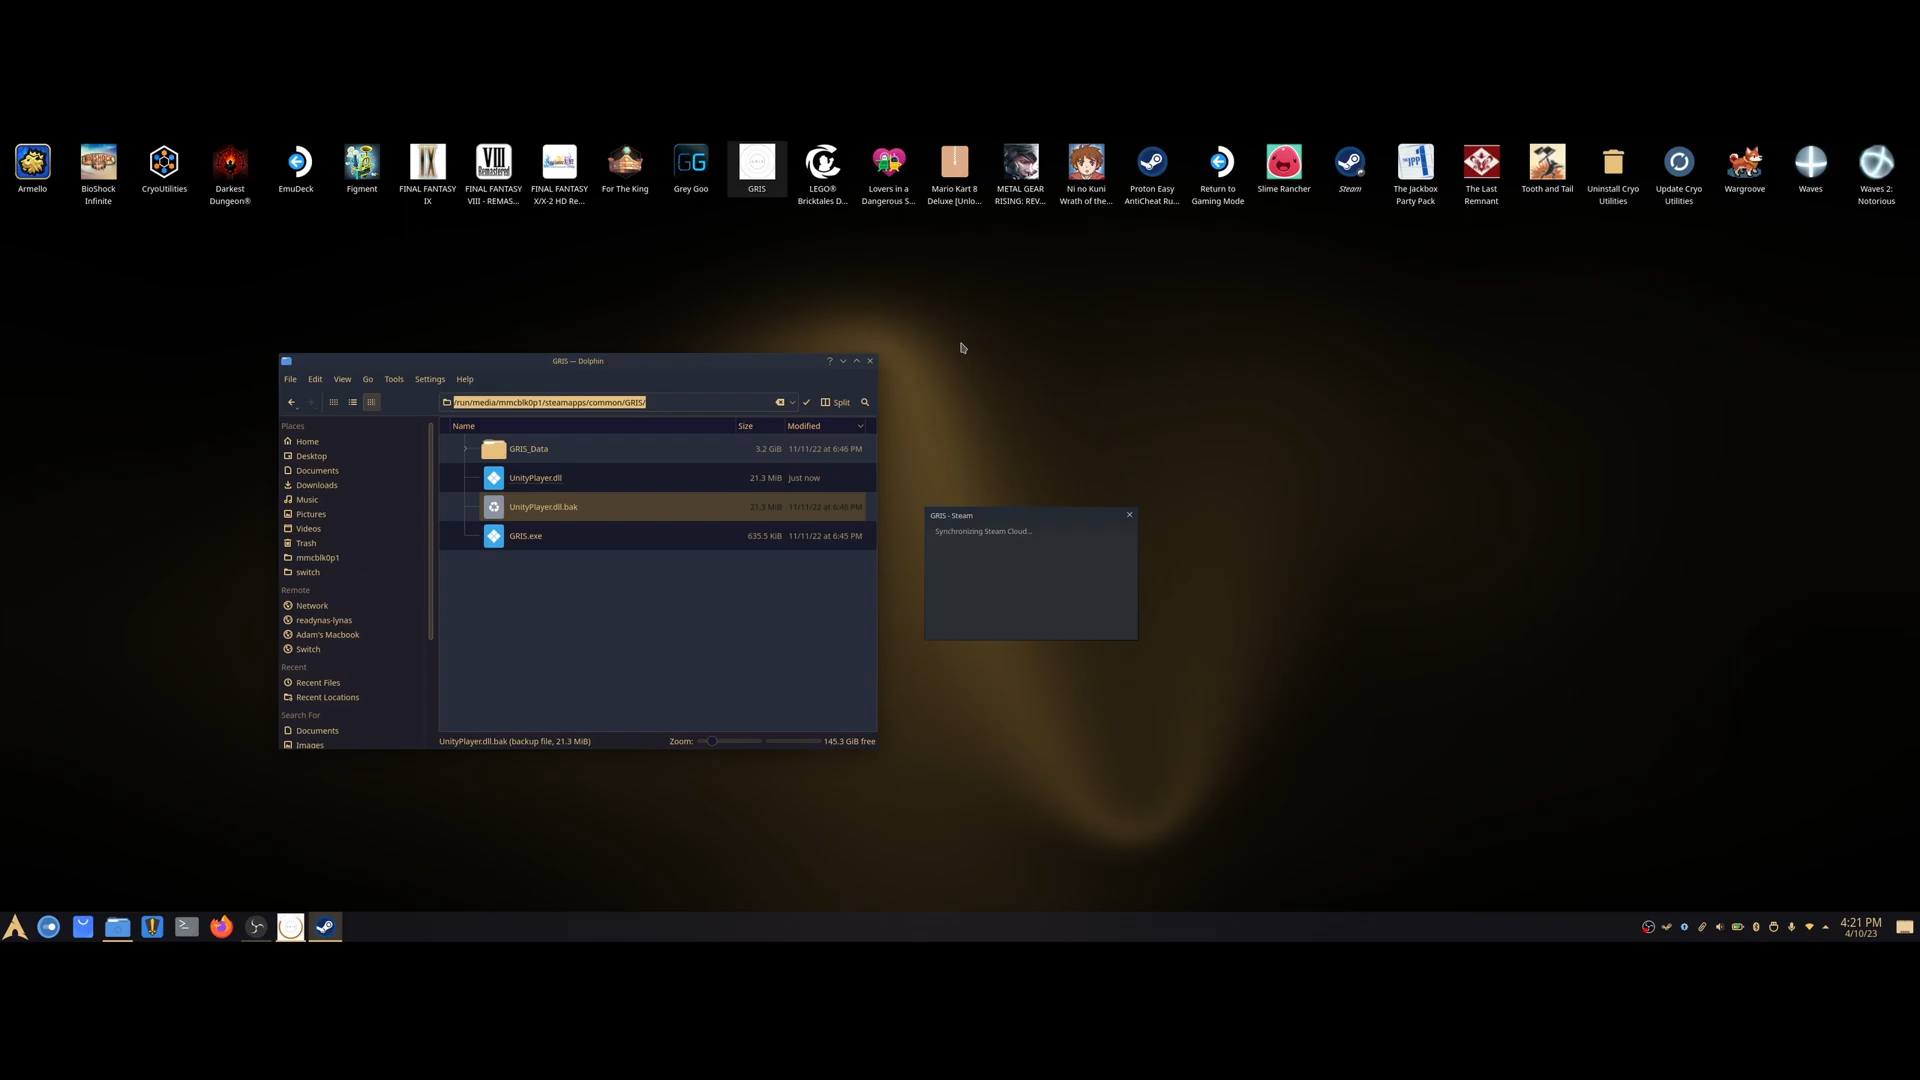 Armello
BioShock
Infinite
CryoUtilities
Darkest
Dungeon®
EmuDeck
Figment
FINAL FANTASY
IX
FINAL FANTASY
VIII - REMAS...
FINAL FANTASY
X/X-2 HD Re...
For The King
Grey Goo
GRIS
LEGO®
Bricktales D...
Lovers in a
Dangerous S...
Mario Kart 8
Deluxe [Unlo...
METAL GEAR
RISING: REV...
Ni no Kuni
Wrath of the...
Proton Easy
AntiCheat Ru...
Return to
Gaming Mode
Slime Rancher
Steam
The Jackbox
Party Pack
The Last
Remnant
Tooth and Tail
Uninstall Cryo
Utilities
Update Cryo
Utilities
Wargroove
Waves
Waves 2:
Notorious
GRIS — Dolphin
File Edit View Go Tools Settings Help
/run/media/mmcblk0p1/steamapps/common/GRIS/
Split
Places
Home
Desktop
Documents
Downloads
Music
Pictures
Videos
Trash
mmcblk0p1
switch
Remote
Network
readynas-lynas
Adam's Macbook
Switch
Recent
Recent Files
Recent Locations
Search For
Documents
Images
Name Size Modified
GRIS_Data 3.2 GiB 11/11/22 at 6:46 PM
UnityPlayer.dll 21.3 MiB Just now
UnityPlayer.dll.bak 21.3 MiB 11/11/22 at 6:46 PM
GRIS.exe 635.5 KiB 11/11/22 at 6:45 PM
UnityPlayer.dll.bak (backup file, 21.3 MiB)
Zoom:
145.3 GiB free
GRIS - Steam
Synchronizing Steam Cloud...
4:21 PM
4/10/23